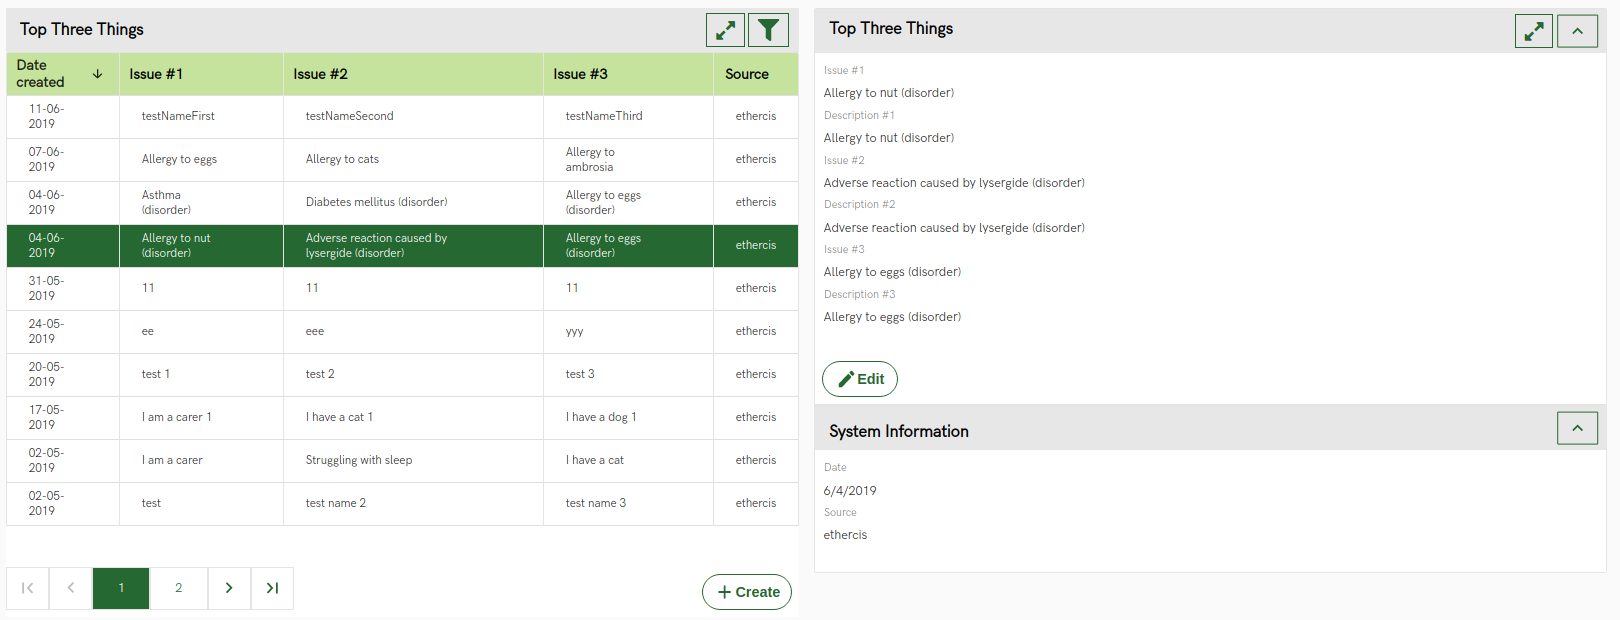 Top Three Things
Date created Issue #1 Issue #2 Issue #3 Source
11-06-2019 testNameFirst testNameSecond testNameThird ethercis
07-06-2019 Allergy to eggs Allergy to cats Allergy to ambrosia ethercis
04-06-2019 Asthma (disorder) Diabetes mellitus (disorder) Allergy to eggs (disorder) ethercis
04-06-2019 Allergy to nut (disorder) Adverse reaction caused by lysergide (disorder) Allergy to eggs (disorder) ethercis
31-05-2019 11 11 11 ethercis
24-05-2019 ee eee yyy ethercis
20-05-2019 test 1 test 2 test 3 ethercis
17-05-2019 I am a carer 1 I have a cat 1 I have a dog 1 ethercis
02-05-2019 I am a carer Struggling with sleep I have a cat ethercis
02-05-2019 test test name 2 test name 3 ethercis
1 2
Create
Top Three Things
Issue #1
Allergy to nut (disorder)
Description #1
Allergy to nut (disorder)
Issue #2
Adverse reaction caused by lysergide (disorder)
Description #2
Adverse reaction caused by lysergide (disorder)
Issue #3
Allergy to eggs (disorder)
Description #3
Allergy to eggs (disorder)
Edit
System Information
Date
6/4/2019
Source
ethercis